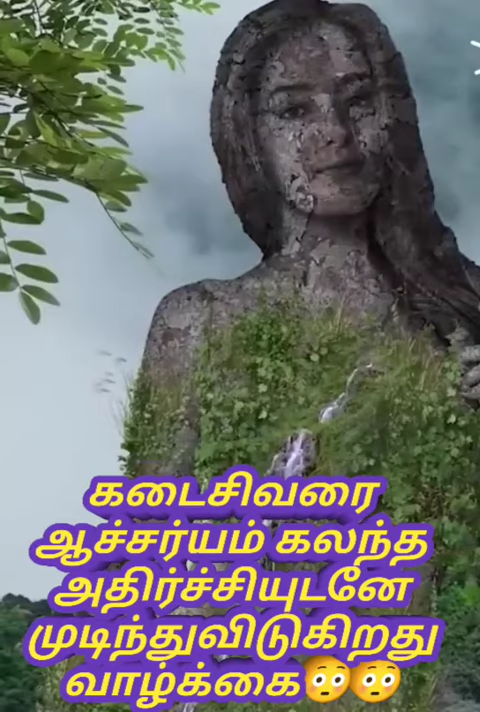 கடைசிவரை
ஆச்சர்யம் கலந்த
அதிர்ச்சியுடனே
முடிந்துவிடுகிறது
வாழ்க்கை😳😳